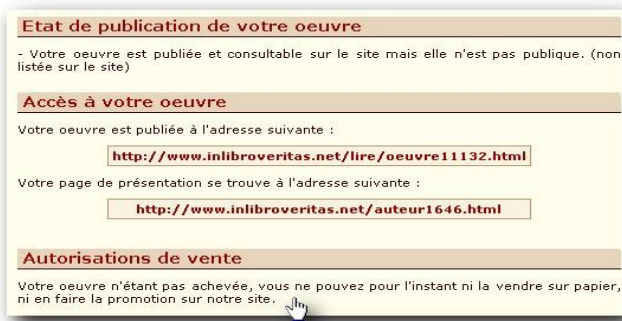 Etat de publication de votre oeuvre
- Votre oeuvre est publiée et consultable sur le site mais elle n'est pas publique. (non
listée sur le site)
Accès à votre oeuvre
Votre oeuvre est publiée à l'adresse suivante :
http://www.inlibroveritas.net/lire/oeuvre11132.html
Votre page de présentation se trouve à l'adresse suivante :
http://www.inlibroveritas.net/auteur1646.html
Autorisations de vente
Votre oeuvre n'étant pas achevée, vous ne pouvez pour l'instant ni la vendre sur papier,
ni en faire la promotion sur notre site.